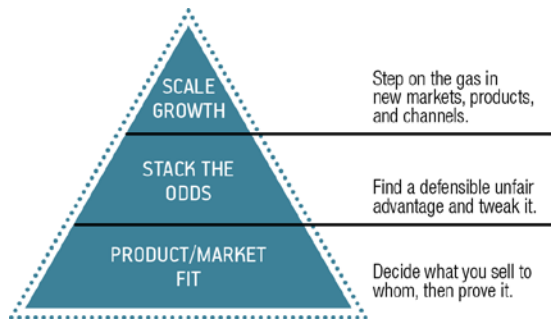 SCALE
GROWTH
Step on the gas in
new markets, products,
and channels.
STACK THE
ODDS
Find a defensible unfair
advantage and tweak it.
PRODUCT/MARKET
FIT
Decide what you sell to
whom, then prove it.